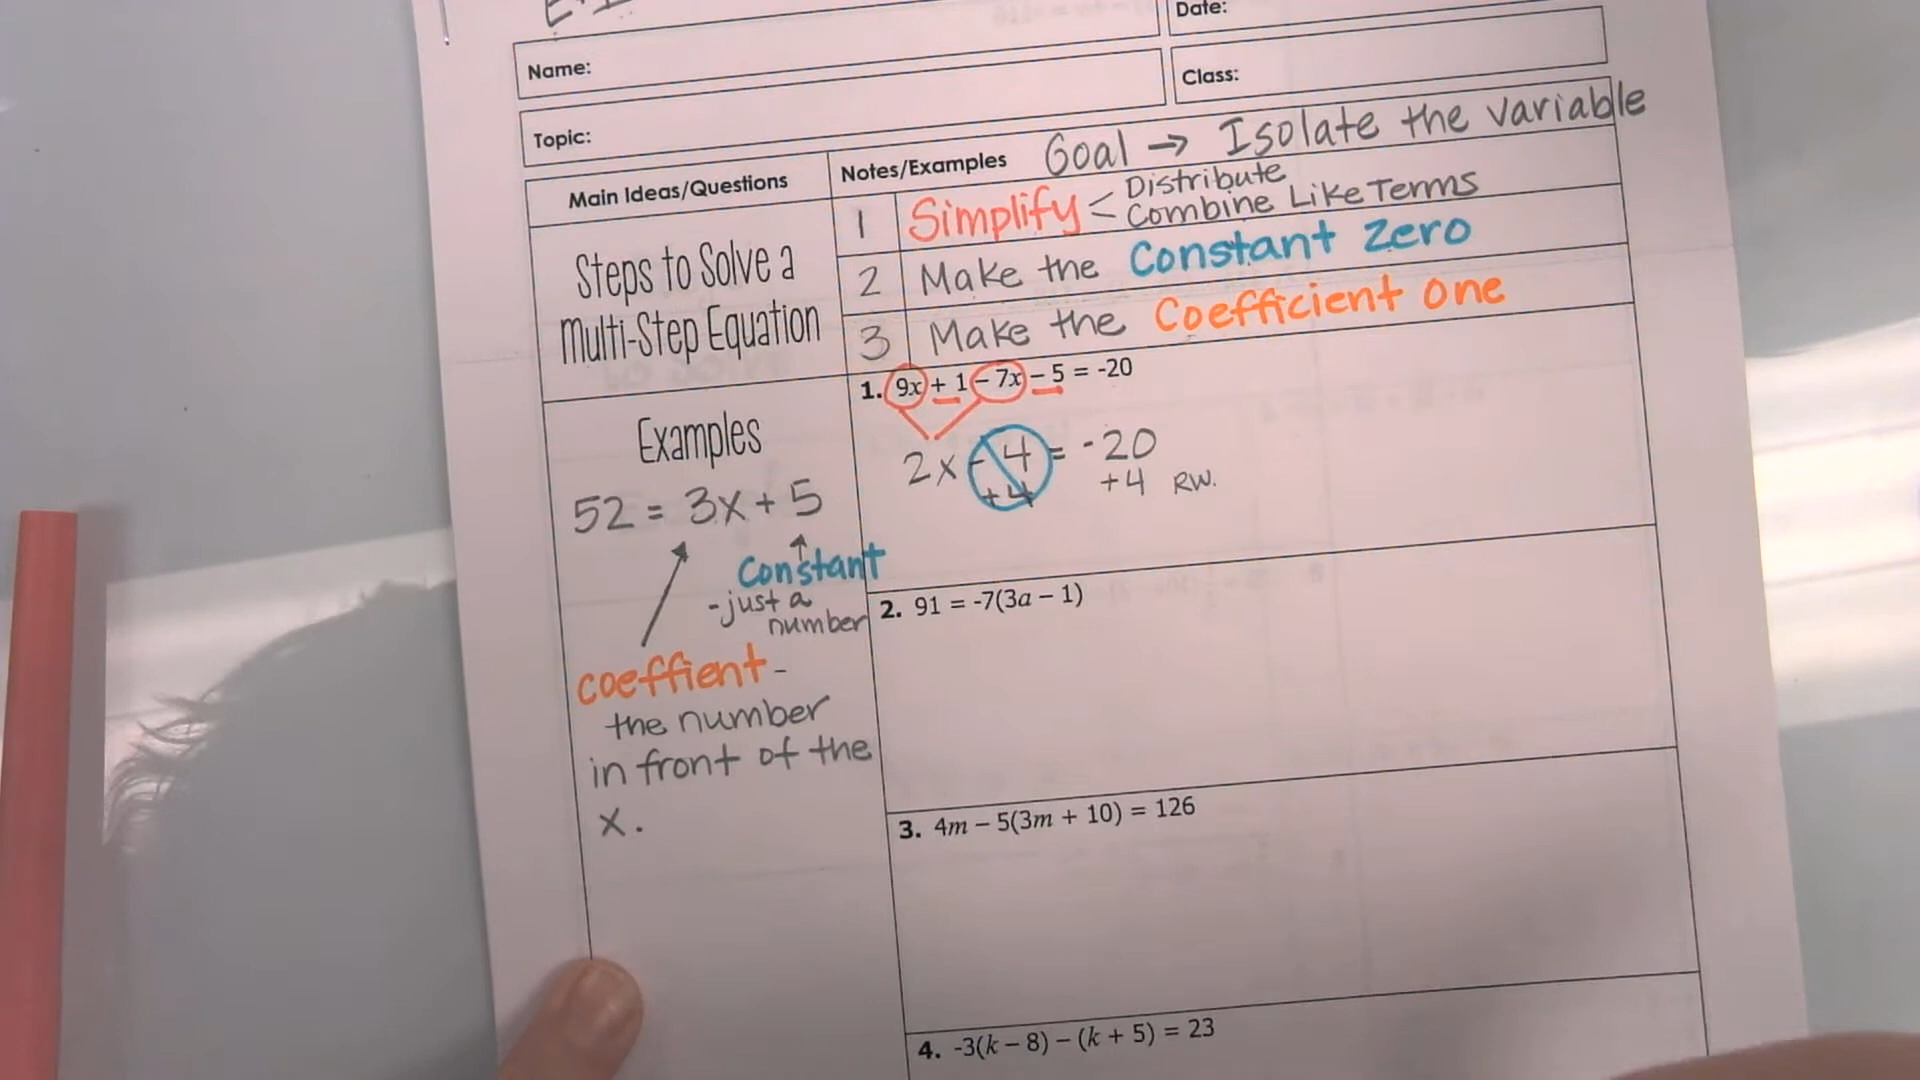 Date:
Name:
Class:
Topic:
Main Ideas/Questions
Notes/Examples Goal → Isolate the variable
Steps to Solve a
Multi-Step Equation
1 Simplify < Distribute
Combine Like Terms
2 Make the Constant Zero
3 Make the Coefficient one
Examples
52 = 3x + 5
Constant
- just a
number
coeffient -
the number
in front of the
x.
1. 9x + 1 – 7x – 5 = -20
2x - 4 = -20
+4 +4 RW.
2. 91 = -7(3a – 1)
3. 4m – 5(3m + 10) = 126
4. -3(k – 8) – (k + 5) = 23